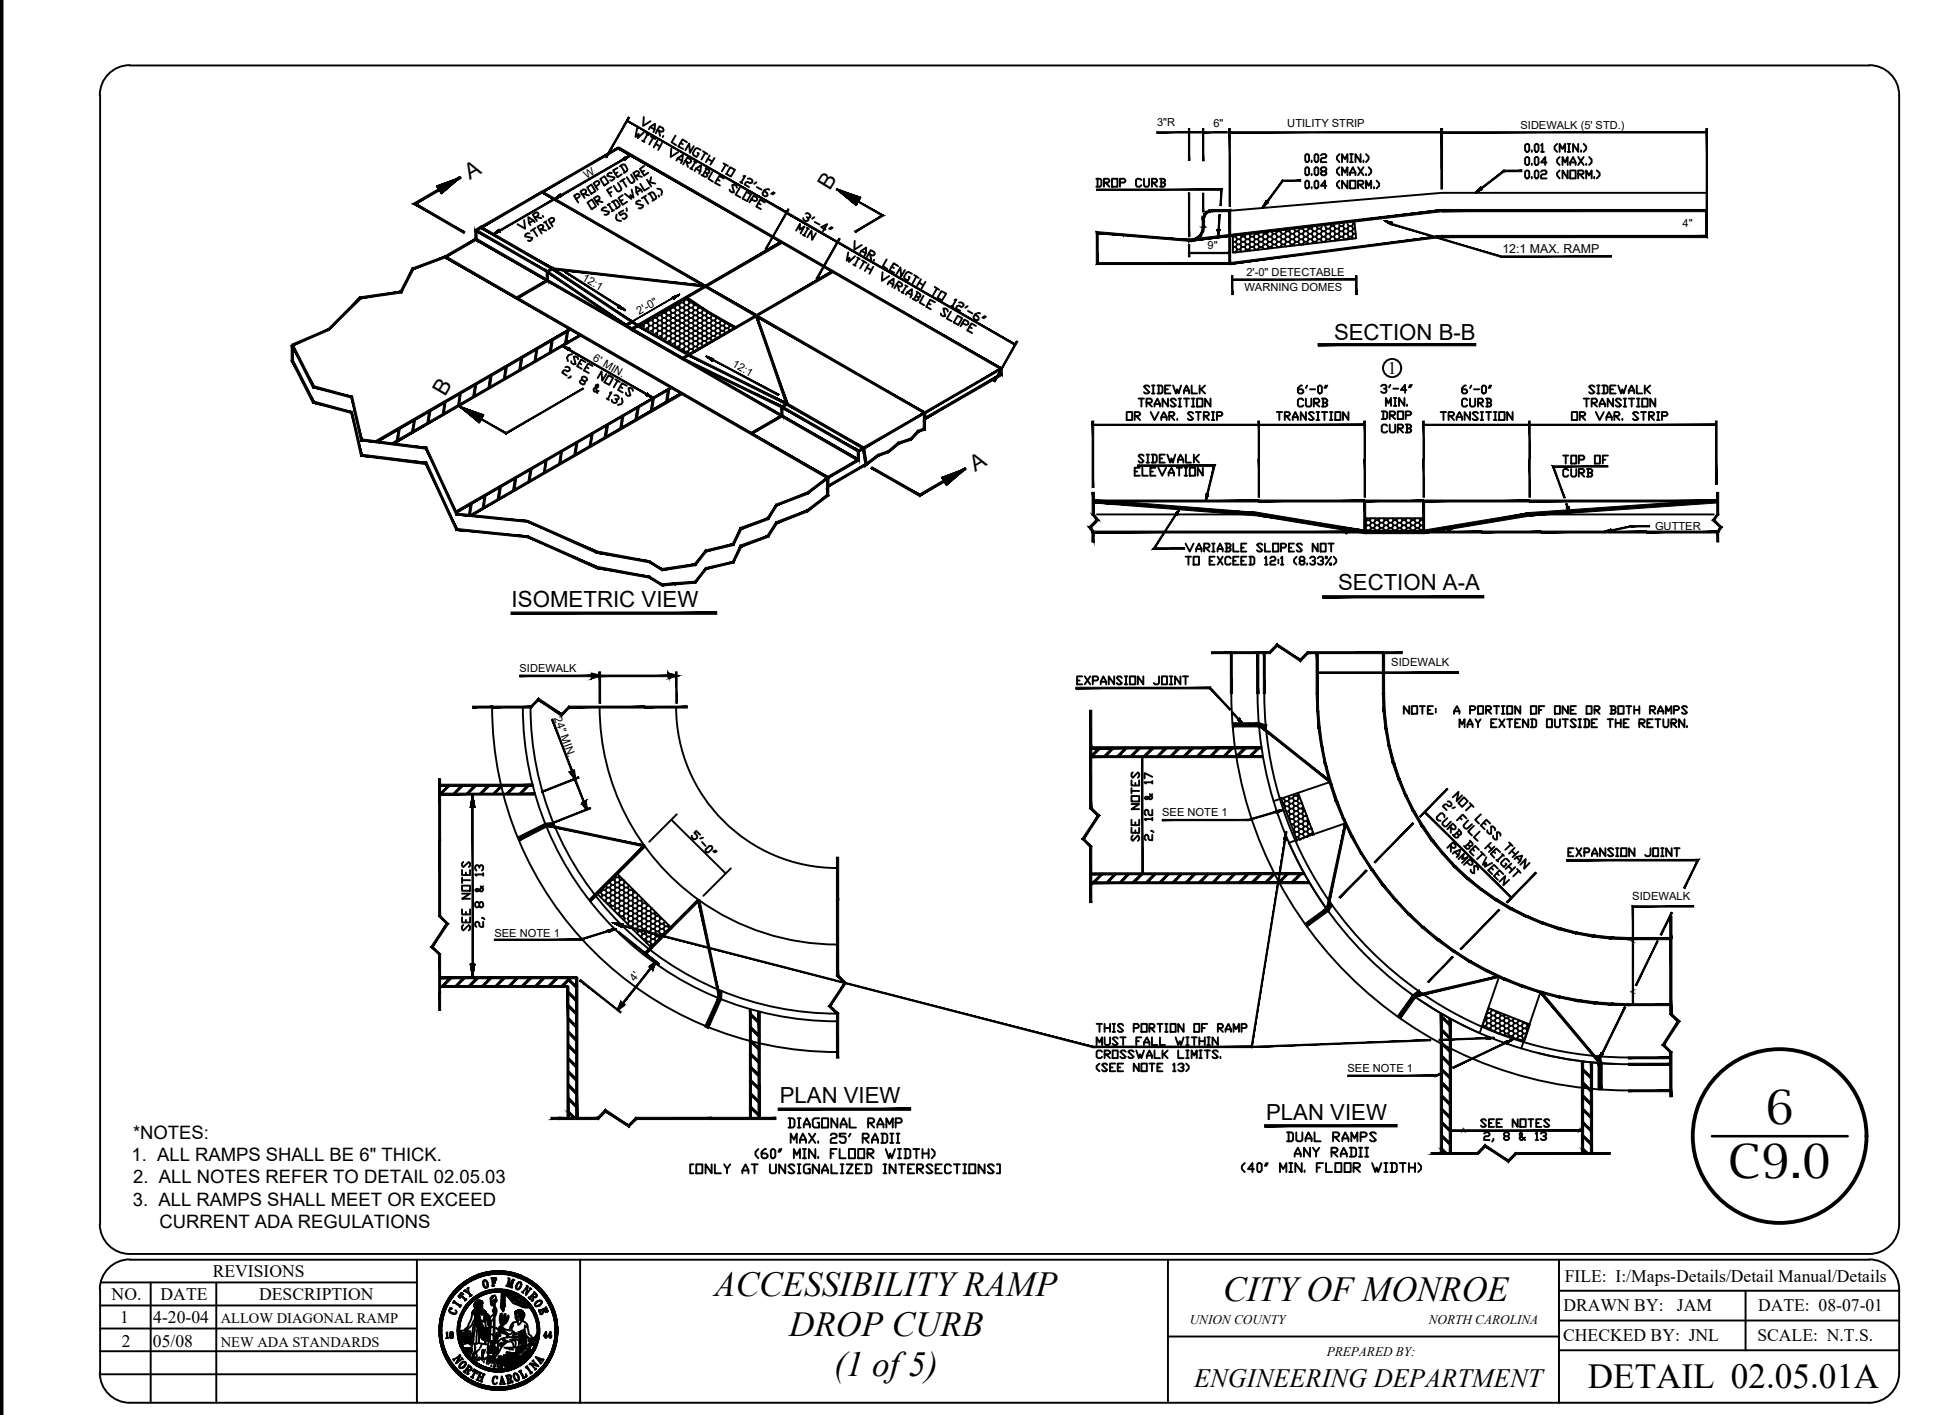 VAR. LENGTH TO 12'-6"
WITH VARIABLE SLOPE
A
W
PROPOSED
OR FUTURE
SIDEWALK
(5' STD.)
VAR.
STRIP
B
3'-4"
MIN
VAR. LENGTH TO 12'-6"
WITH VARIABLE SLOPE
12:1
2'-0"
12:1
6' MIN.
(SEE NOTES
2, 8 & 13)
B
A
ISOMETRIC VIEW
3"R
6"
UTILITY STRIP
SIDEWALK (5' STD.)
0.02 (MIN.)
0.08 (MAX.)
0.04 (NORM.)
0.01 (MIN.)
0.04 (MAX.)
0.02 (NORM.)
DROP CURB
9"
4"
12:1 MAX. RAMP
2'-0" DETECTABLE
WARNING DOMES
SECTION B-B
1
SIDEWALK
TRANSITION
OR VAR. STRIP
6'-0"
CURB
TRANSITION
3'-4"
MIN.
DROP
CURB
6'-0"
CURB
TRANSITION
SIDEWALK
TRANSITION
OR VAR. STRIP
SIDEWALK
ELEVATION
TOP OF
CURB
GUTTER
VARIABLE SLOPES NOT
TO EXCEED 12:1 (8.33%)
SECTION A-A
SIDEWALK
24" MIN.
5'-0"
SEE NOTES
2, 8 & 13
SEE NOTE 1
4'
PLAN VIEW
DIAGONAL RAMP
MAX. 25' RADII
(60" MIN. FLOOR WIDTH)
[ONLY AT UNSIGNALIZED INTERSECTIONS]
SIDEWALK
EXPANSION JOINT
NOTE: A PORTION OF ONE OR BOTH RAMPS
MAY EXTEND OUTSIDE THE RETURN.
SEE NOTES
2, 12 & 17
SEE NOTE 1
NOT LESS THAN
2' FULL HEIGHT
CURB BETWEEN
RAMPS
EXPANSION JOINT
SIDEWALK
THIS PORTION OF RAMP
MUST FALL WITHIN
CROSSWALK LIMITS.
(SEE NOTE 13)
SEE NOTE 1
SEE NOTES
2, 8 & 13
PLAN VIEW
DUAL RAMPS
ANY RADII
(40" MIN. FLOOR WIDTH)
6
C9.0
*NOTES:
1. ALL RAMPS SHALL BE 6" THICK.
2. ALL NOTES REFER TO DETAIL 02.05.03
3. ALL RAMPS SHALL MEET OR EXCEED
CURRENT ADA REGULATIONS
REVISIONS
NO. DATE DESCRIPTION
1 4-20-04 ALLOW DIAGONAL RAMP
2 05/08 NEW ADA STANDARDS
CITY OF MONROE
18 44
NORTH CAROLINA
ACCESSIBILITY RAMP
DROP CURB
(1 of 5)
CITY OF MONROE
UNION COUNTY NORTH CAROLINA
PREPARED BY:
ENGINEERING DEPARTMENT
FILE: I:/Maps-Details/Detail Manual/Details
DRAWN BY: JAM DATE: 08-07-01
CHECKED BY: JNL SCALE: N.T.S.
DETAIL 02.05.01A